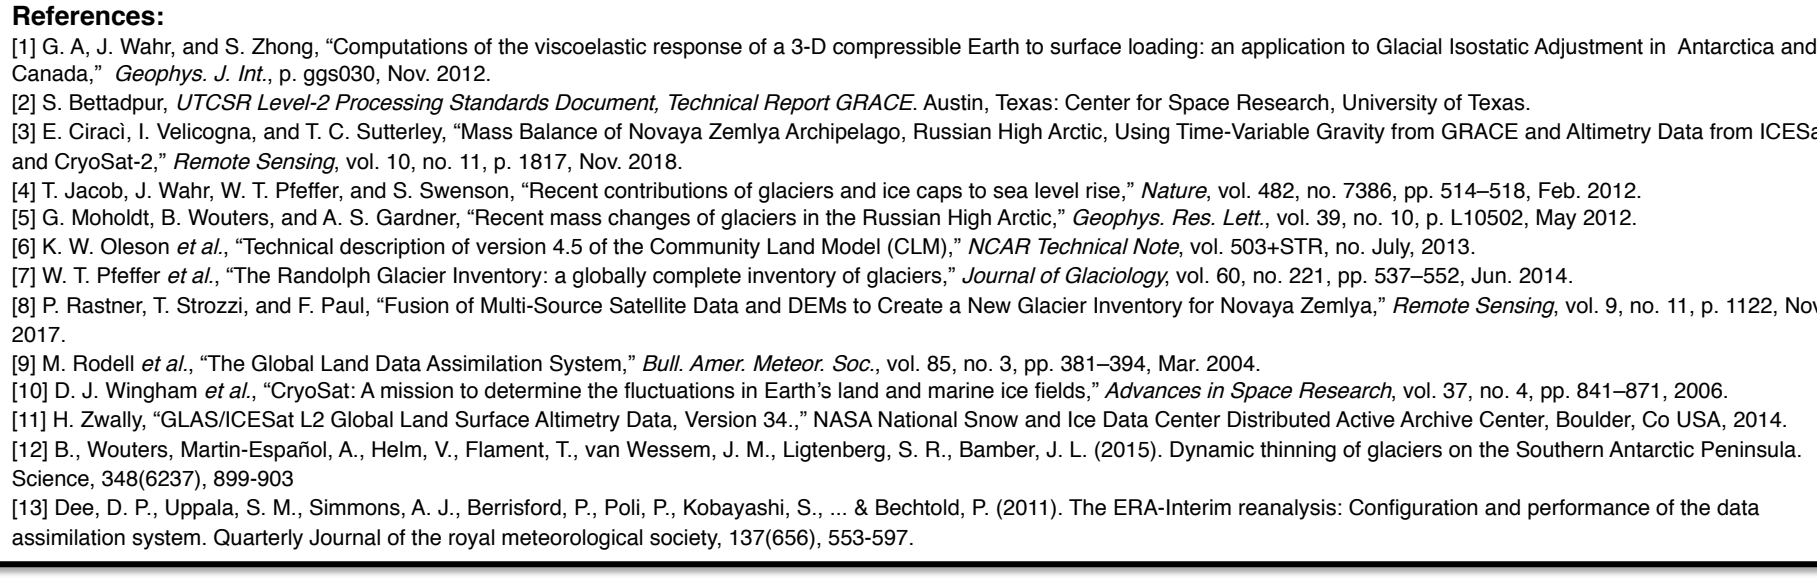 References:
[1] G. A, J. Wahr, and S. Zhong, “Computations of the viscoelastic response of a 3-D compressible Earth to surface loading: an application to Glacial Isostatic Adjustment in Antarctica and
Canada,” Geophys. J. Int., p. ggs030, Nov. 2012.
[2] S. Bettadpur, UTCSR Level-2 Processing Standards Document, Technical Report GRACE. Austin, Texas: Center for Space Research, University of Texas.
[3] E. Ciracì, I. Velicogna, and T. C. Sutterley, “Mass Balance of Novaya Zemlya Archipelago, Russian High Arctic, Using Time-Variable Gravity from GRACE and Altimetry Data from ICESa
and CryoSat-2,” Remote Sensing, vol. 10, no. 11, p. 1817, Nov. 2018.
[4] T. Jacob, J. Wahr, W. T. Pfeffer, and S. Swenson, “Recent contributions of glaciers and ice caps to sea level rise,” Nature, vol. 482, no. 7386, pp. 514–518, Feb. 2012.
[5] G. Moholdt, B. Wouters, and A. S. Gardner, “Recent mass changes of glaciers in the Russian High Arctic,” Geophys. Res. Lett., vol. 39, no. 10, p. L10502, May 2012.
[6] K. W. Oleson et al., “Technical description of version 4.5 of the Community Land Model (CLM),” NCAR Technical Note, vol. 503+STR, no. July, 2013.
[7] W. T. Pfeffer et al., “The Randolph Glacier Inventory: a globally complete inventory of glaciers,” Journal of Glaciology, vol. 60, no. 221, pp. 537–552, Jun. 2014.
[8] P. Rastner, T. Strozzi, and F. Paul, “Fusion of Multi-Source Satellite Data and DEMs to Create a New Glacier Inventory for Novaya Zemlya,” Remote Sensing, vol. 9, no. 11, p. 1122, Nov
2017.
[9] M. Rodell et al., “The Global Land Data Assimilation System,” Bull. Amer. Meteor. Soc., vol. 85, no. 3, pp. 381–394, Mar. 2004.
[10] D. J. Wingham et al., “CryoSat: A mission to determine the fluctuations in Earth’s land and marine ice fields,” Advances in Space Research, vol. 37, no. 4, pp. 841–871, 2006.
[11] H. Zwally, “GLAS/ICESat L2 Global Land Surface Altimetry Data, Version 34.,” NASA National Snow and Ice Data Center Distributed Active Archive Center, Boulder, Co USA, 2014.
[12] B., Wouters, Martin-Español, A., Helm, V., Flament, T., van Wessem, J. M., Ligtenberg, S. R., Bamber, J. L. (2015). Dynamic thinning of glaciers on the Southern Antarctic Peninsula.
Science, 348(6237), 899-903
[13] Dee, D. P., Uppala, S. M., Simmons, A. J., Berrisford, P., Poli, P., Kobayashi, S., ... & Bechtold, P. (2011). The ERA-Interim reanalysis: Configuration and performance of the data
assimilation system. Quarterly Journal of the royal meteorological society, 137(656), 553-597.